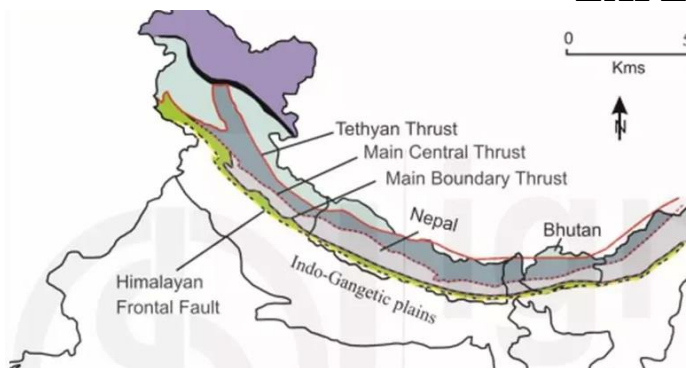 0
Kms
N
Tethyan Thrust
Main Central Thrust
Main Boundary Thrust
Nepal
Bhutan
Himalayan
Frontal Fault
Indo-Gangetic plains